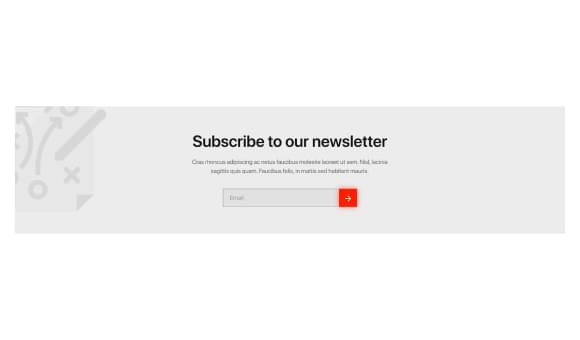 Subscribe to our newsletter
Cras rhoncus adipiscing ac netus faucibus molestie laoreet ut sem. Nisl, lacinia
sagittis quis quam. Faucibus felis, in mattis sed habitant mauris
Email